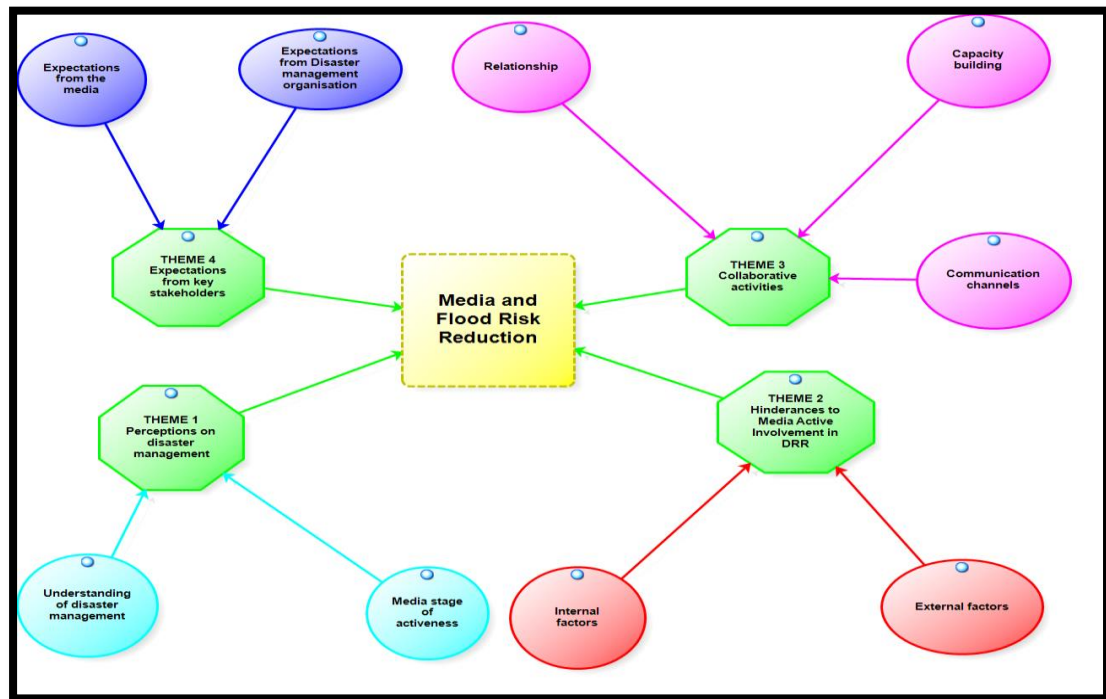 Expectations
from the
media
Expectations
from Disaster
management
organisation
Relationship
Capacity
building
THEME 4
Expectations
from key
stakeholders
Media and
Flood Risk
Reduction
THEME 3
Collaborative
activities
Communication
channels
THEME 1
Perceptions on
disaster
management
THEME 2
Hinderances to
Media Active
Involvement in
DRR
Understanding
of disaster
management
Media stage
of
activeness
Internal
factors
External factors